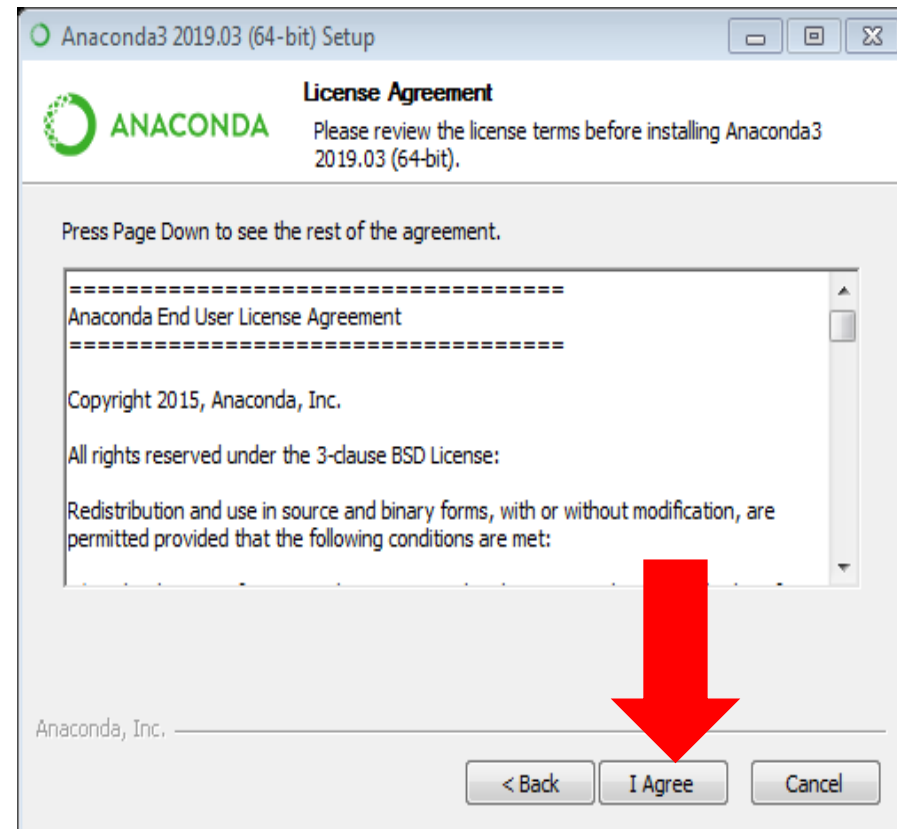 Anaconda3 2019.03 (64-bit) Setup
ANACONDA
License Agreement
Please review the license terms before installing Anaconda3
2019.03 (64-bit).
Press Page Down to see the rest of the agreement.
===================================
Anaconda End User License Agreement
===================================
Copyright 2015, Anaconda, Inc.
All rights reserved under the 3-clause BSD License:
Redistribution and use in source and binary forms, with or without modification, are
permitted provided that the following conditions are met:
Anaconda, Inc.
< Back
I Agree
Cancel